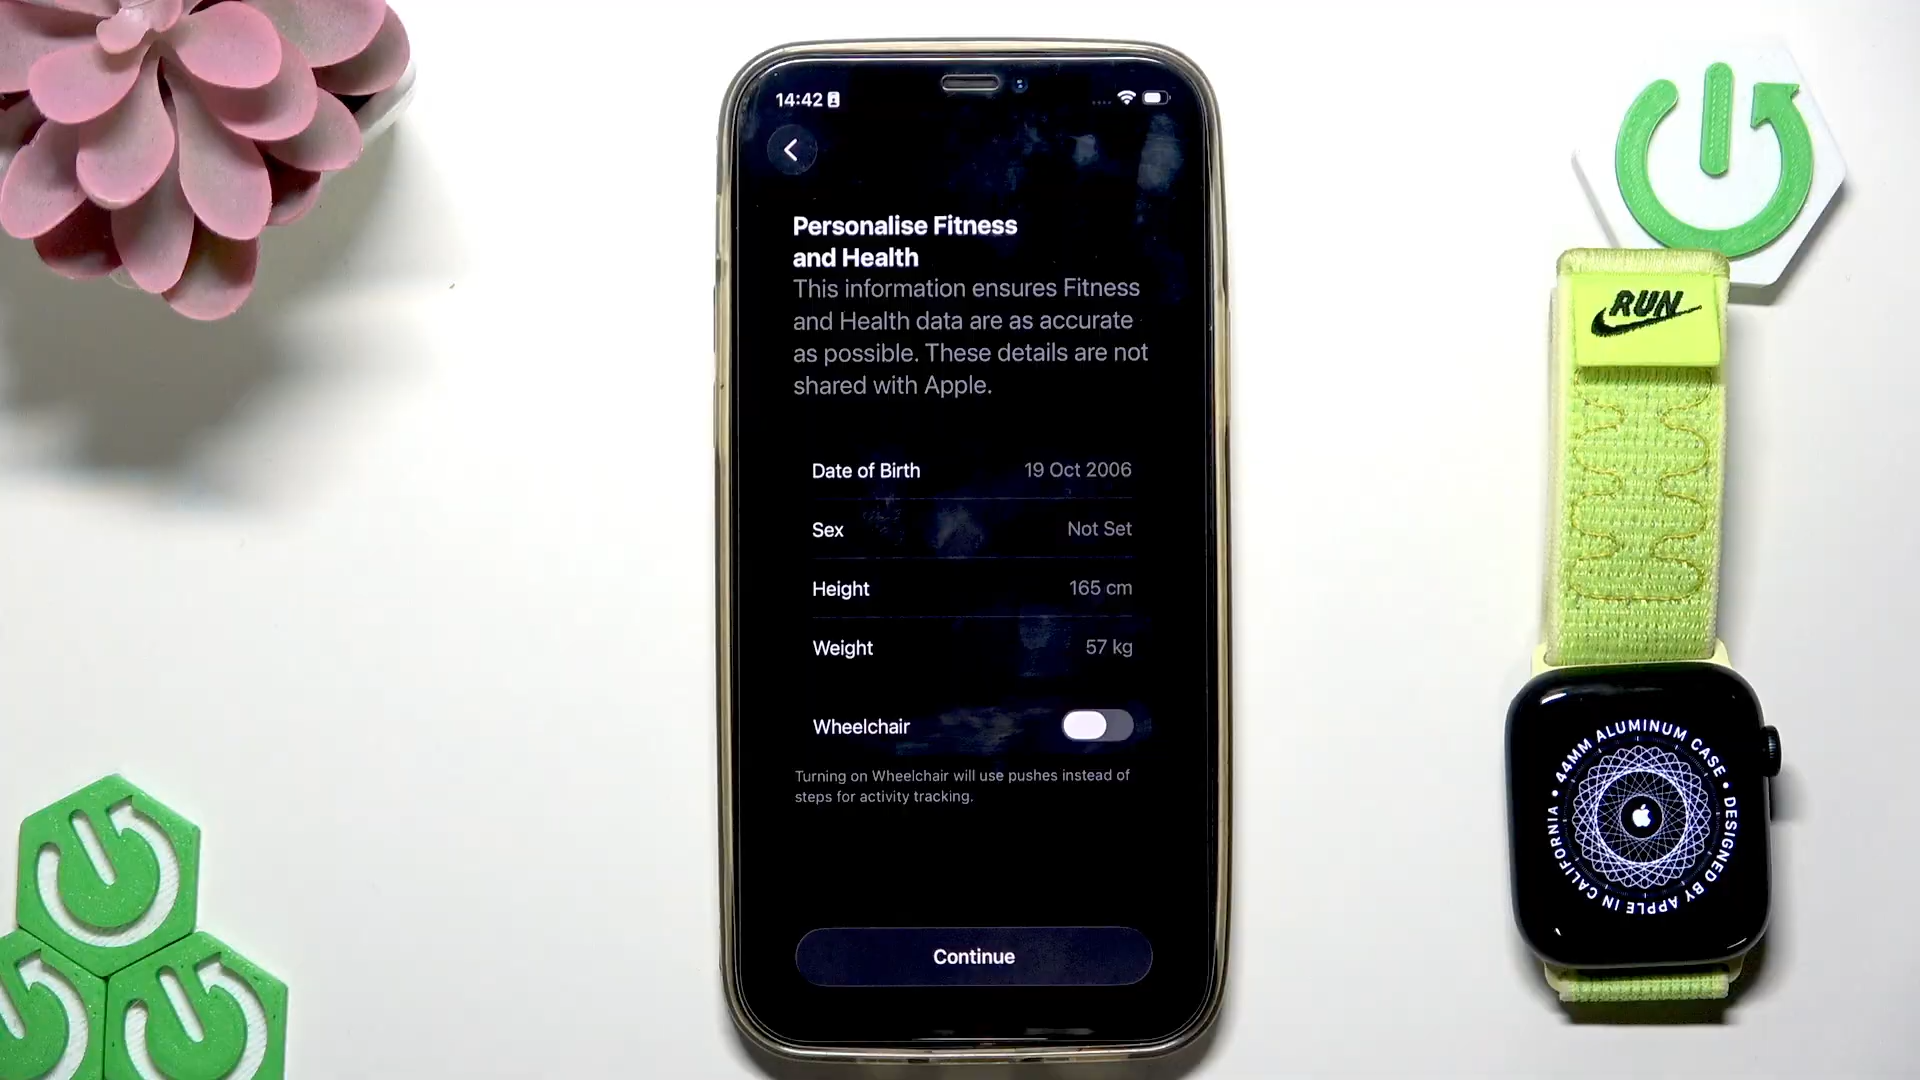 14:42
Personalise Fitness
and Health
This information ensures Fitness
and Health data are as accurate
as possible. These details are not
shared with Apple.
Date of Birth 19 Oct 2006
Sex Not Set
Height 165 cm
Weight 57 kg
Wheelchair
Turning on Wheelchair will use pushes instead of
steps for activity tracking.
Continue
RUN
44MM ALUMINUM CASE • DESIGNED BY APPLE IN CALIFORNIA •